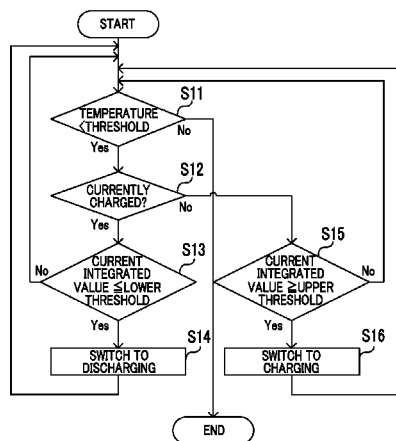 START
S11
TEMPERATURE
<THRESHOLD
No
Yes
S12
CURRENTLY
CHARGED?
No
Yes
S13
CURRENT
INTEGRATED
VALUE ≦LOWER
THRESHOLD
No
Yes
S15
CURRENT
INTEGRATED
VALUE ≧UPPER
THRESHOLD
No
Yes
S14
SWITCH TO
DISCHARGING
S16
SWITCH TO
CHARGING
END